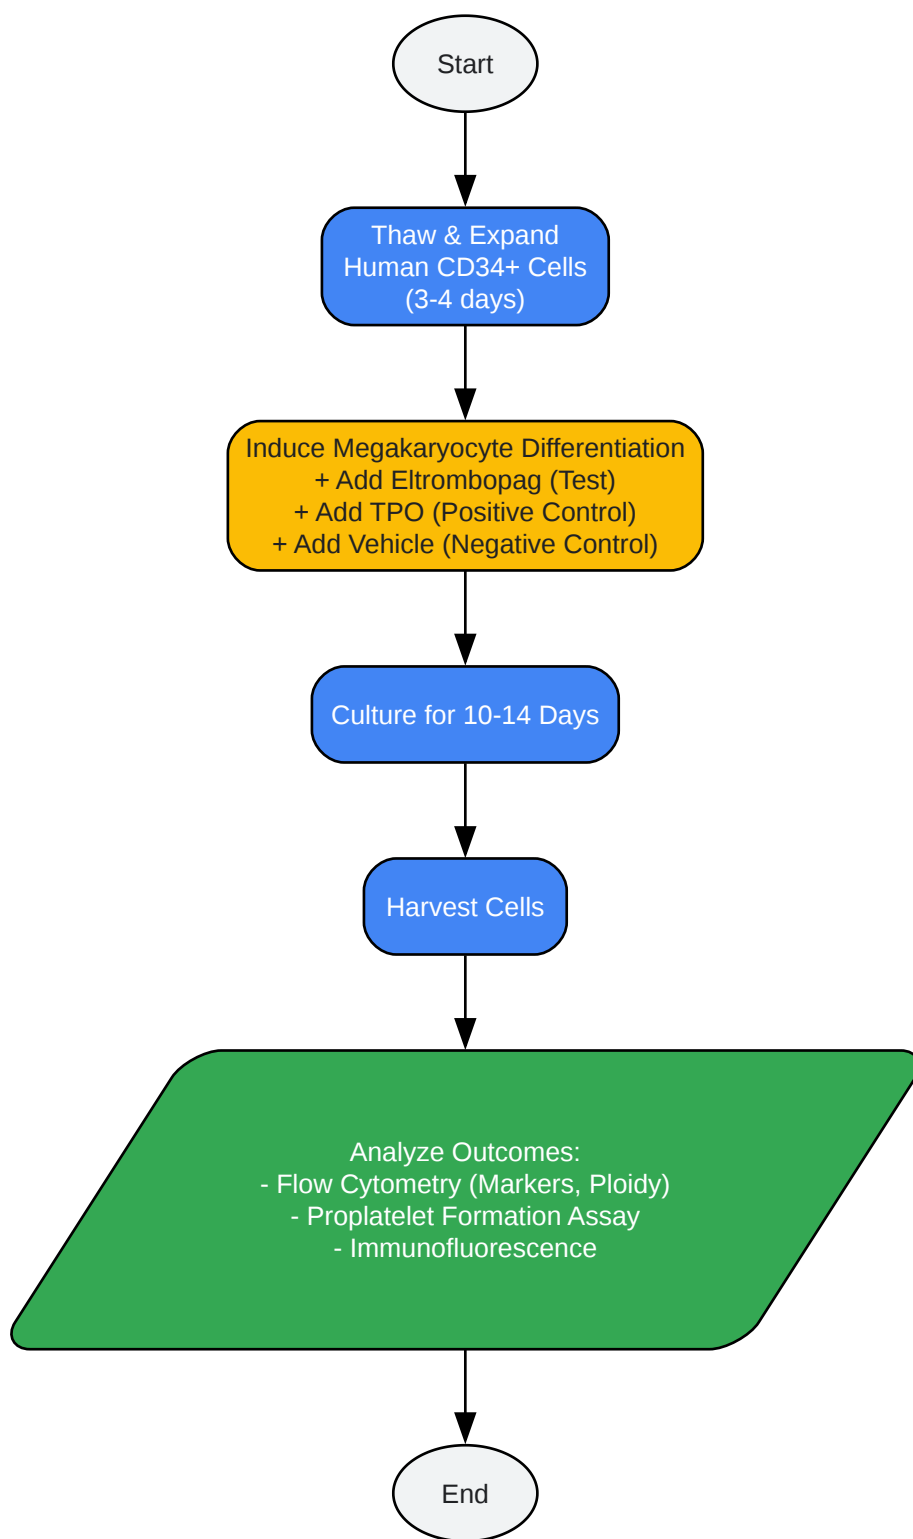 Start
Thaw & Expand
Human CD34+ Cells
(3-4 days)
Induce Megakaryocyte Differentiation
+ Add Eltrombopag (Test)
+ Add TPO (Positive Control)
+ Add Vehicle (Negative Control)
Culture for 10-14 Days
Harvest Cells
Analyze Outcomes:
- Flow Cytometry (Markers, Ploidy)
- Proplatelet Formation Assay
- Immunofluorescence
End